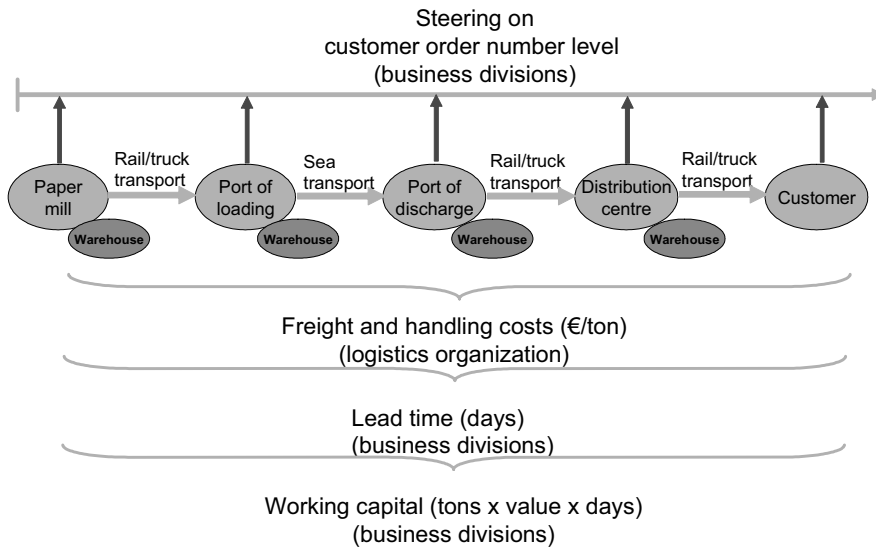 Steering on
customer order number level
(business divisions)
Rail/truck
transport
Sea
transport
Rail/truck
transport
Rail/truck
transport
Paper
mill
Port of
loading
Port of
discharge
Distribution
centre
Customer
Warehouse
Warehouse
Warehouse
Warehouse
Freight and handling costs (€/ton)
(logistics organization)
Lead time (days)
(business divisions)
Working capital (tons x value x days)
(business divisions)